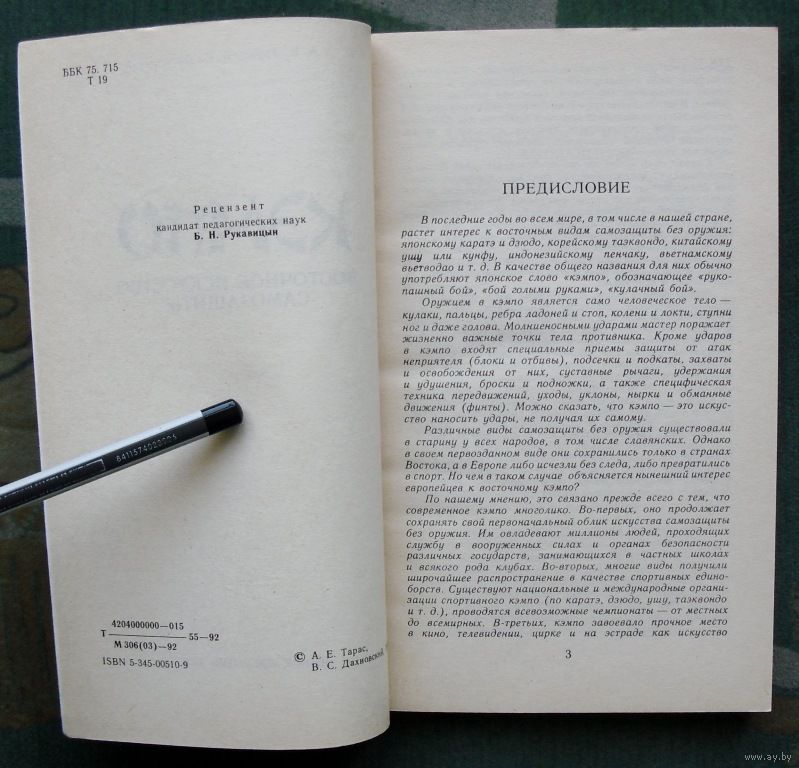 ББК 75. 715
Т 19
Рецензент
кандидат педагогических наук
Б. Н. Рукавицын
8411574023096
4204000000—015
Т 55—92
М 306(03)—92
ISBN 5-345-00510-9
© А. Е. Тарас,
В. С. Дахновский,
ПРЕДИСЛОВИЕ
В последние годы во всем мире, в том числе в нашей стране,
растет интерес к восточным видам самозащиты без оружия:
японскому каратэ и дзюдо, корейскому таэквондо, китайскому
ушу или кунфу, индонезийскому пенчаку, вьетнамскому
вьетводао и т. д. В качестве общего названия для них обычно
употребляют японское слово «кэмпо», обозначающее «руко-
пашный бой», «бой голыми руками», «кулачный бой».
Оружием в кэмпо является само человеческое тело —
кулаки, пальцы, ребра ладоней и стоп, колени и локти, ступни
ног и даже голова. Молниеносными ударами мастер поражает
жизненно важные точки тела противника. Кроме ударов
в кэмпо входят специальные приемы защиты от атак
неприятеля (блоки и отбивы), подсечки и подкаты, захваты
и освобождения от них, суставные рычаги, удержания
и удушения, броски и подножки, а также специфическая
техника передвижений, уходы, уклоны, нырки и обманные
движения (финты). Можно сказать, что кэмпо — это искус-
ство наносить удары, не получая их самому.
Различные виды самозащиты без оружия существовали
в старину у всех народов, в том числе славянских. Однако
в своем первозданном виде они сохранились только в странах
Востока, а в Европе либо исчезли без следа, либо превратились
в спорт. Но чем в таком случае объясняется нынешний интерес
европейцев к восточному кэмпо?
По нашему мнению, это связано прежде всего с тем, что
современное кэмпо многолико. Во-первых, оно продолжает
сохранять свой первоначальный облик искусства самозащиты
без оружия. Им овладевают миллионы людей, проходящих
службу в вооруженных силах и органах безопасности
различных государств, занимающихся в частных школах
и всякого рода клубах. Во-вторых, многие виды получили
широчайшее распространение в качестве спортивных едино-
борств. Существуют национальные и международные органи-
зации спортивного кэмпо (по каратэ, дзюдо, ушу, таэквондо
и т. д.), проводятся всевозможные чемпионаты — от местных
до всемирных. В-третьих, кэмпо завоевало прочное место
в кино, телевидении, цирке и на эстраде как искусство
3
www.ay.by